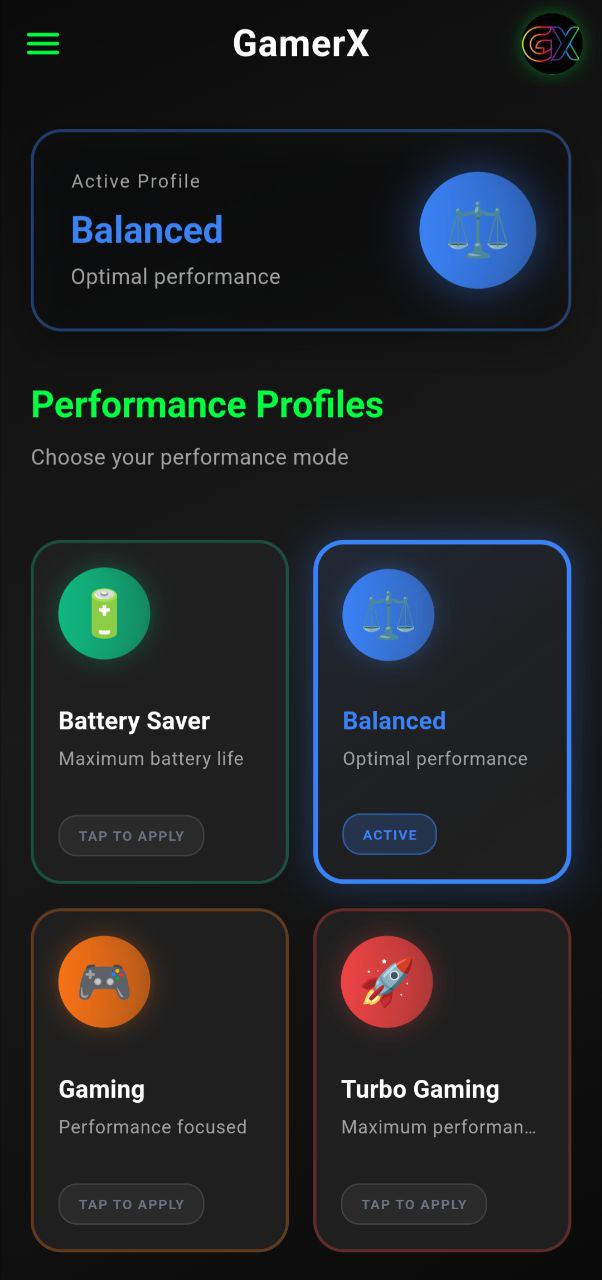 GamerX
GX
Active Profile
Balanced
Optimal performance
Performance Profiles
Choose your performance mode
Battery Saver
Maximum battery life
TAP TO APPLY
Balanced
Optimal performance
ACTIVE
Gaming
Performance focused
TAP TO APPLY
Turbo Gaming
Maximum performan...
TAP TO APPLY